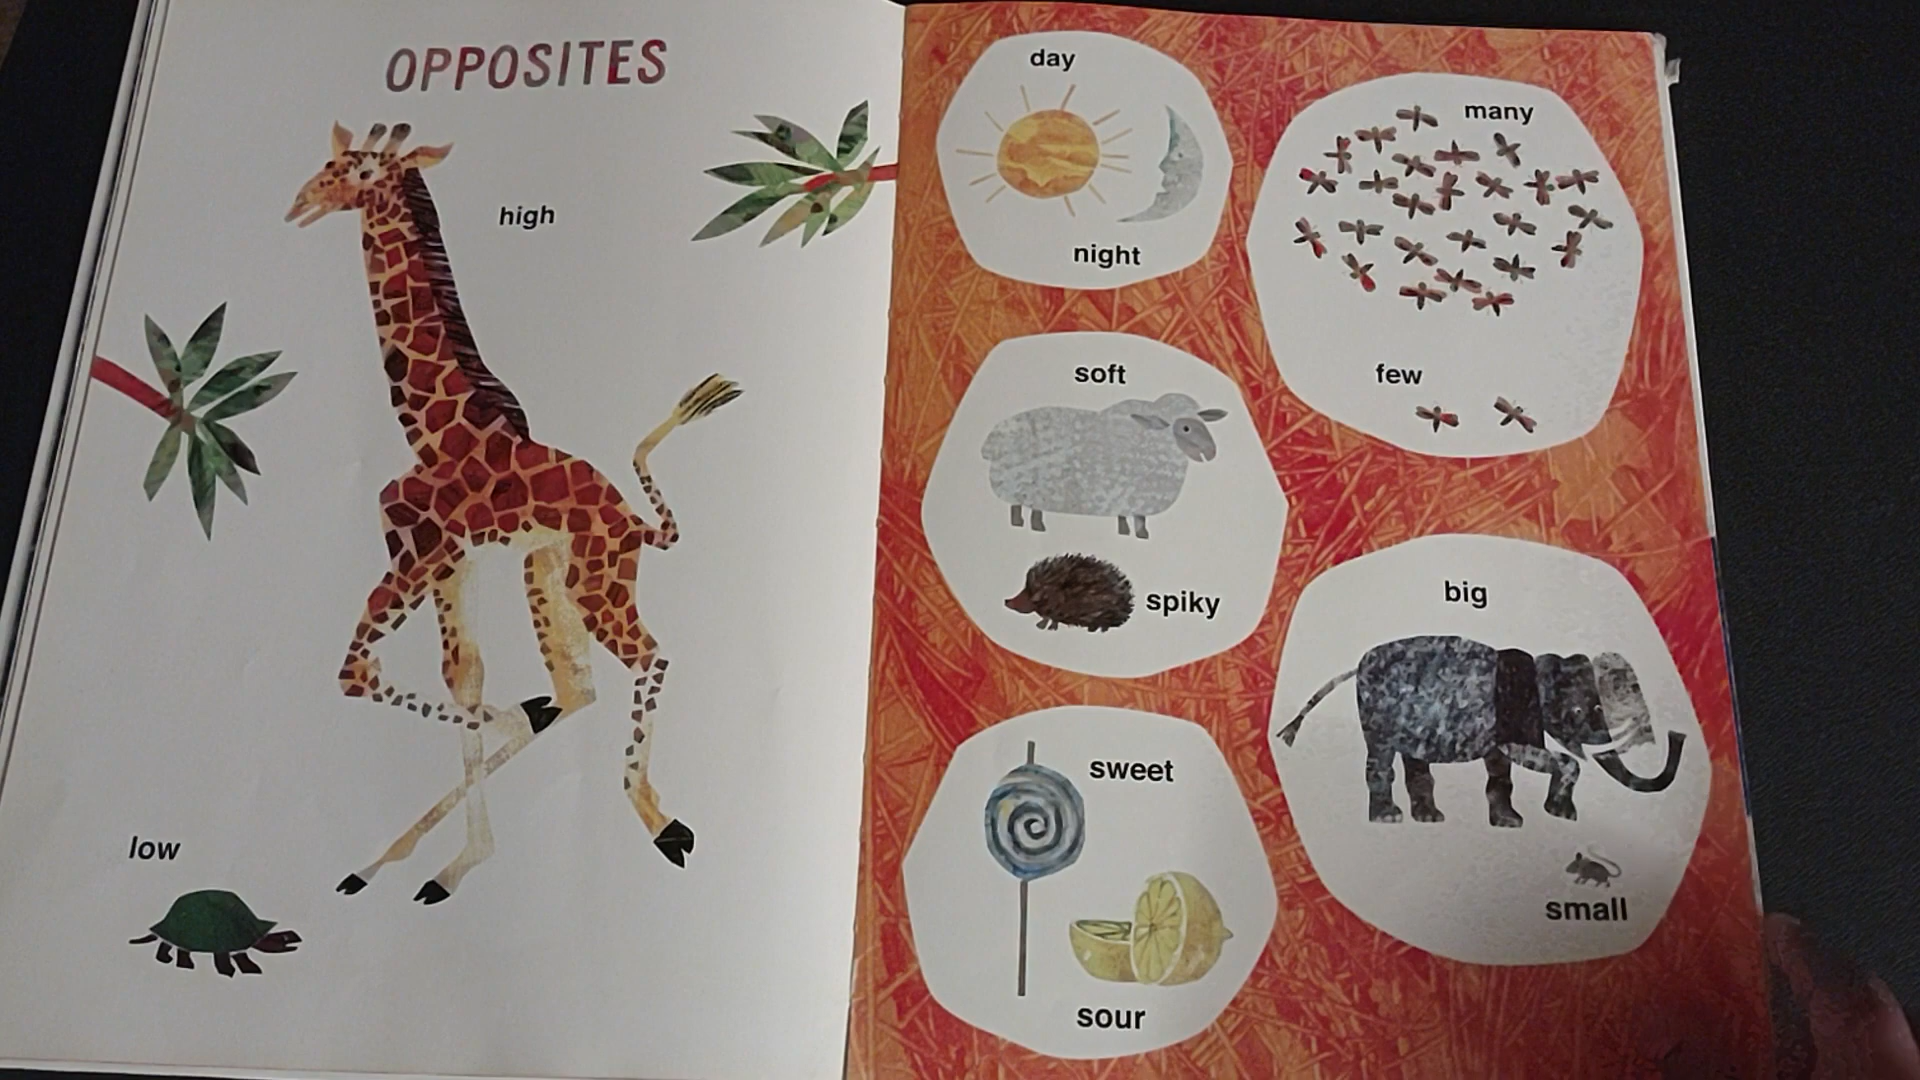 OPPOSITES
high
low
day
night
many
few
soft
spiky
big
small
sweet
sour